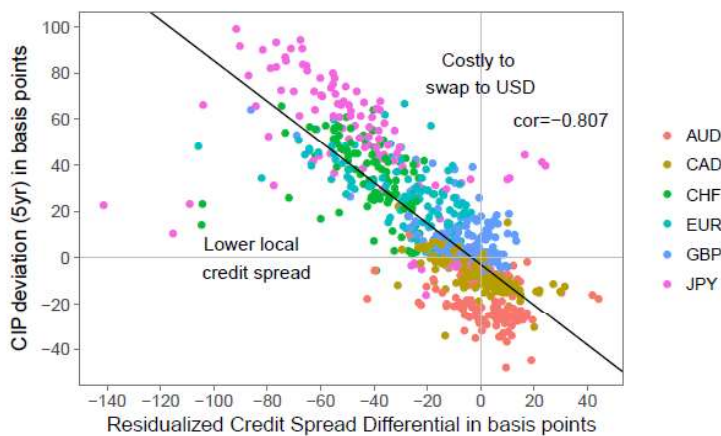 100
80
60
40
20
0
−20
−40
CIP deviation (5yr) in basis points
Costly to
swap to USD
cor=−0.807
Lower local
credit spread
−140 −120 −100 −80 −60 −40 −20 0 20 40
Residualized Credit Spread Differential in basis points
AUD
CAD
CHF
EUR
GBP
JPY